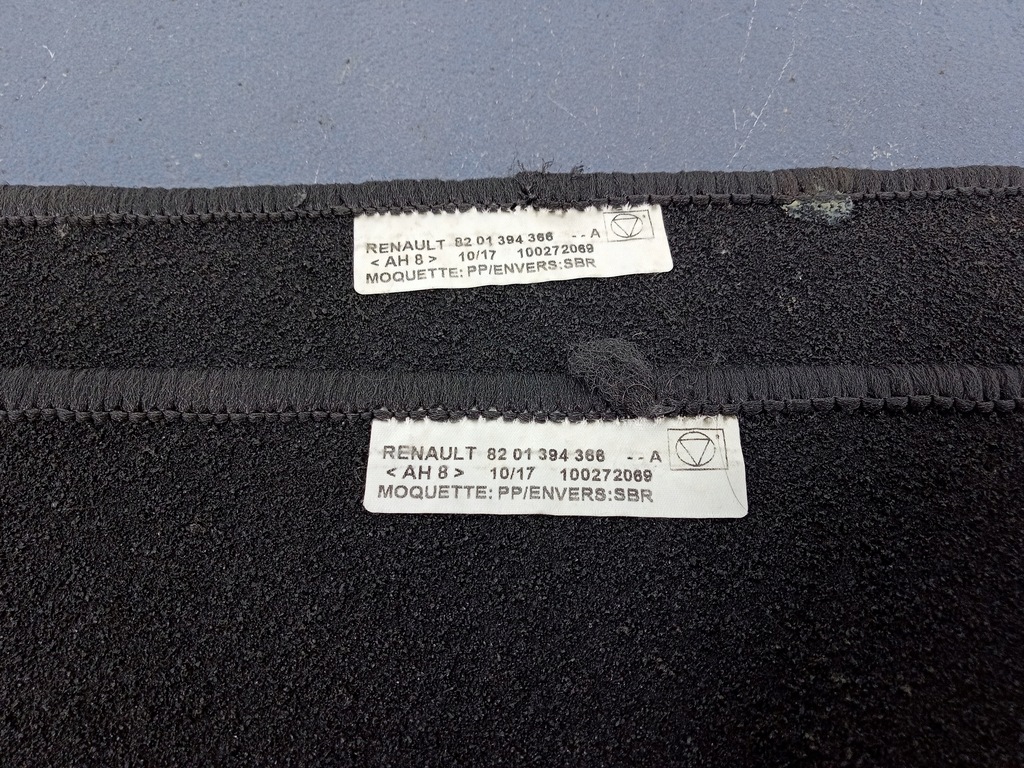 RENAULT 82 01 394 366 -- A
< AH 8 > 10/17 100272069
MOQUETTE: PP/ENVERS:SBR
RENAULT 82 01 394 366 -- A
< AH 8 > 10/17 100272069
MOQUETTE: PP/ENVERS:SBR